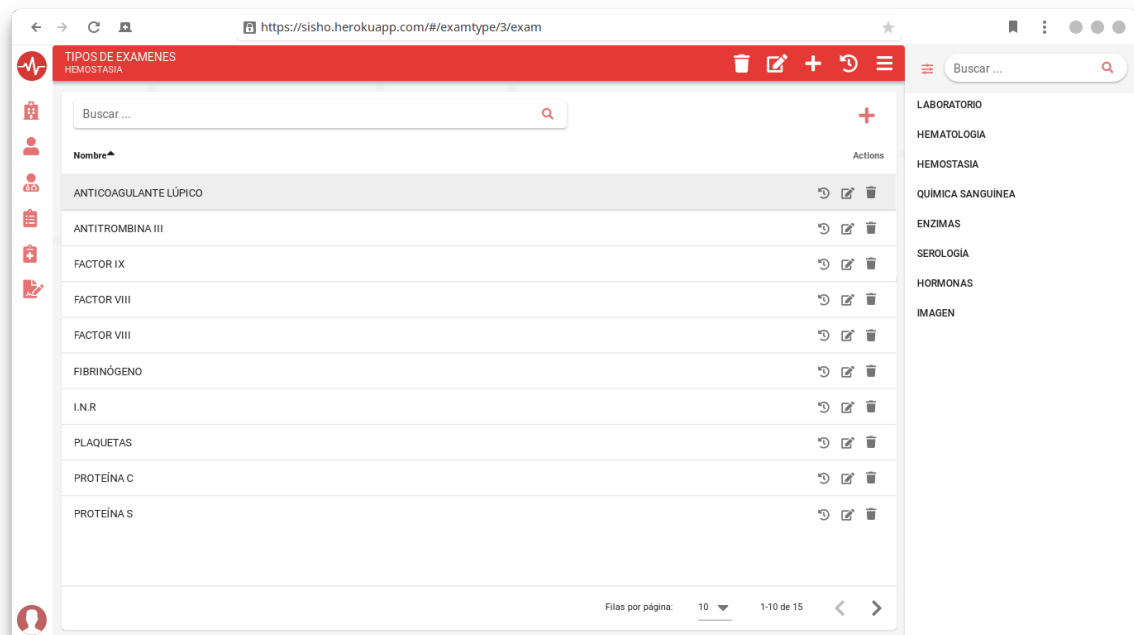 https://sisho.herokuapp.com/#/examtype/3/exam
TIPOS DE EXAMENES
HEMOSTASIA
Buscar ...
Nombre Actions
ANTICOAGULANTE LÚPICO
ANTITROMBINA III
FACTOR IX
FACTOR VIII
FACTOR VIII
FIBRINÓGENO
I.N.R
PLAQUETAS
PROTEÍNA C
PROTEÍNA S
Filas por página: 10 1-10 de 15
Buscar ...
LABORATORIO
HEMATOLOGIA
HEMOSTASIA
QUÍMICA SANGUÍNEA
ENZIMAS
SEROLOGÍA
HORMONAS
IMAGEN